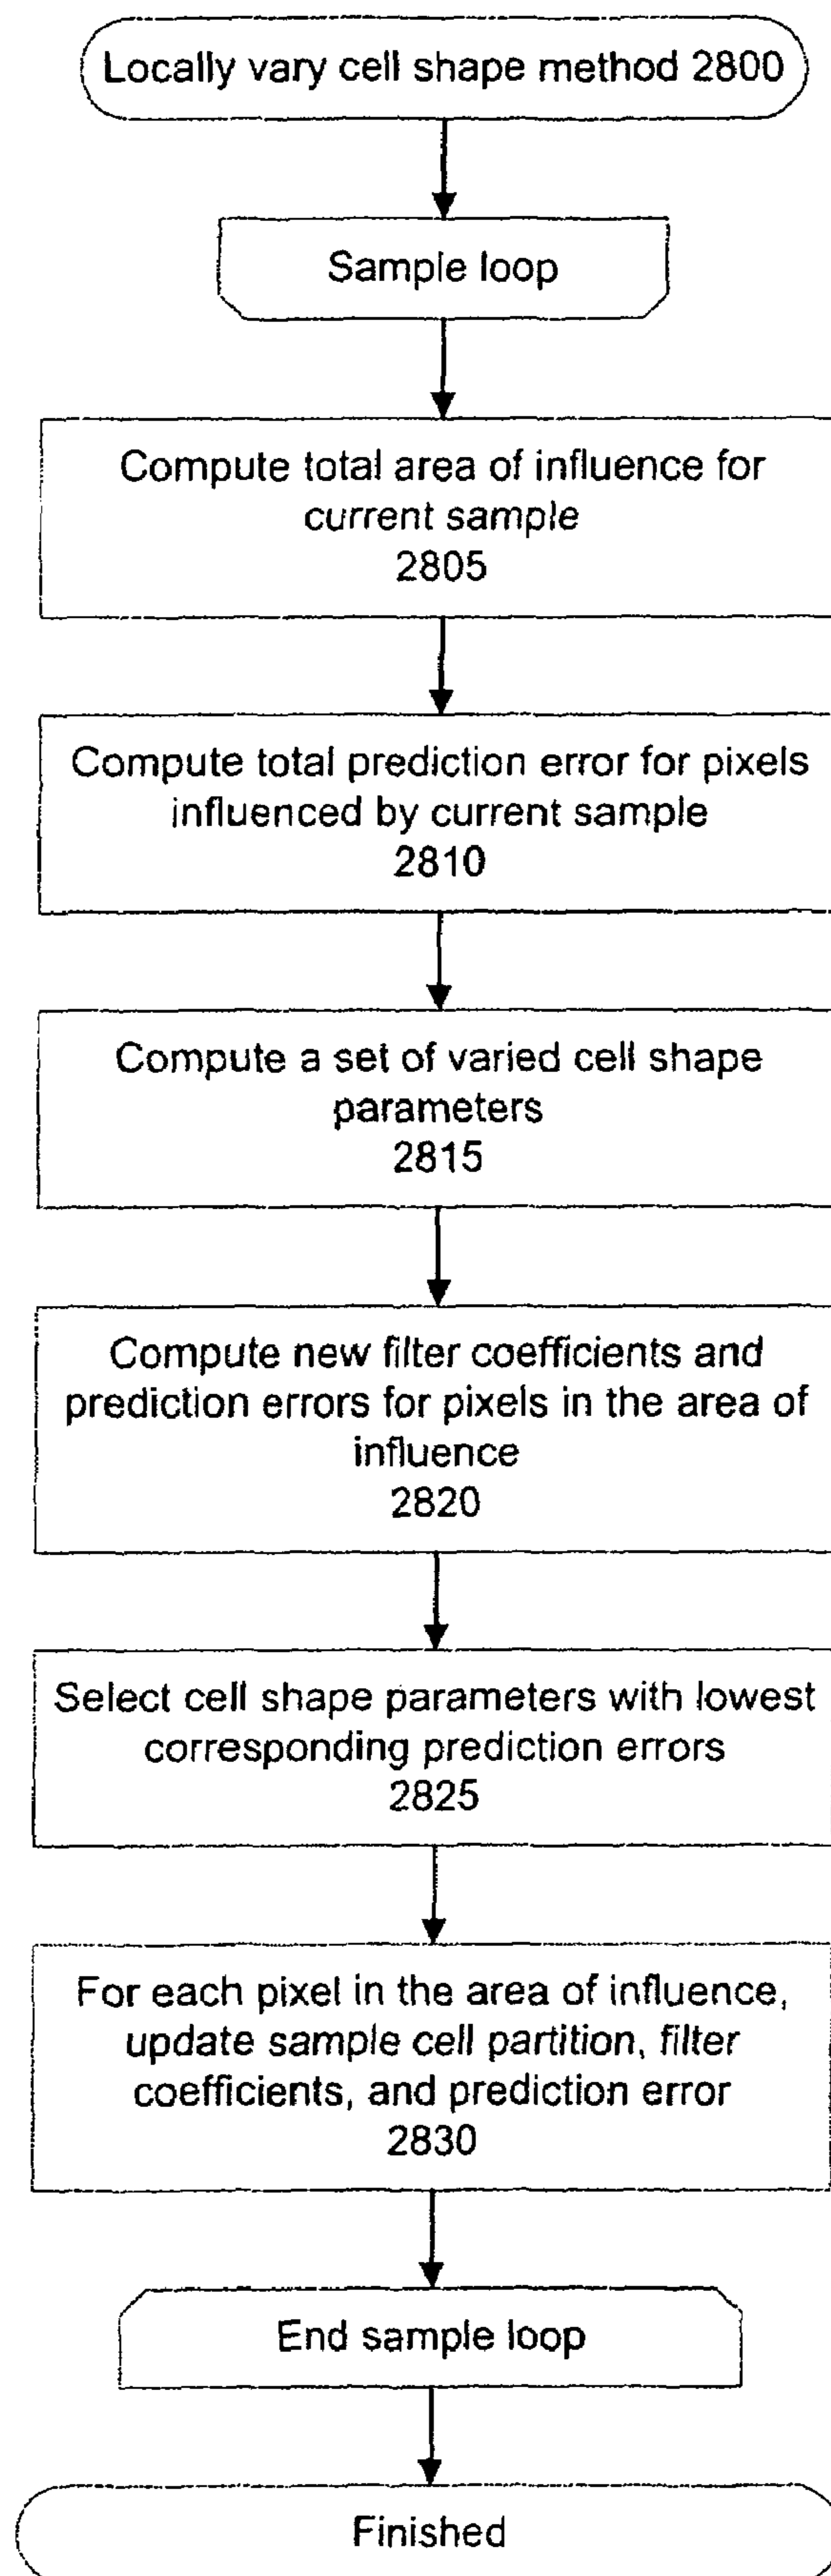 Locally vary cell shape method 2800
Sample loop
Compute total area of influence for
current sample
2805
Compute total prediction error for pixels
influenced by current sample
2810
Compute a set of varied cell shape
parameters
2815
Compute new filter coefficients and
prediction errors for pixels in the area of
influence
2820
Select cell shape parameters with lowest
corresponding prediction errors
2825
For each pixel in the area of influence,
update sample cell partition, filter
coefficients, and prediction error
2830
End sample loop
Finished